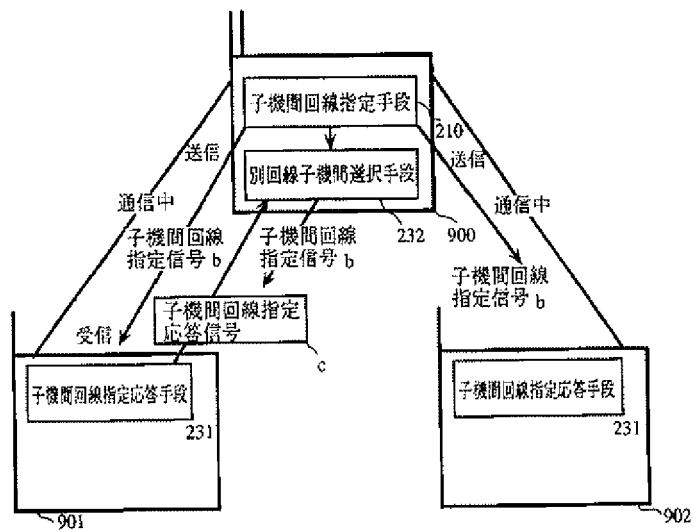 子機間回線指定手段
210
送信
送信
別回線子機間選択手段
通信中
通信中
232
900
子機間回線
指定信号b
子機間回線
指定信号b
子機間回線
指定信号b
子機間回線指定
応答信号
受信
c
子機間回線指定応答手段
子機間回線指定応答手段
231
231
901
902